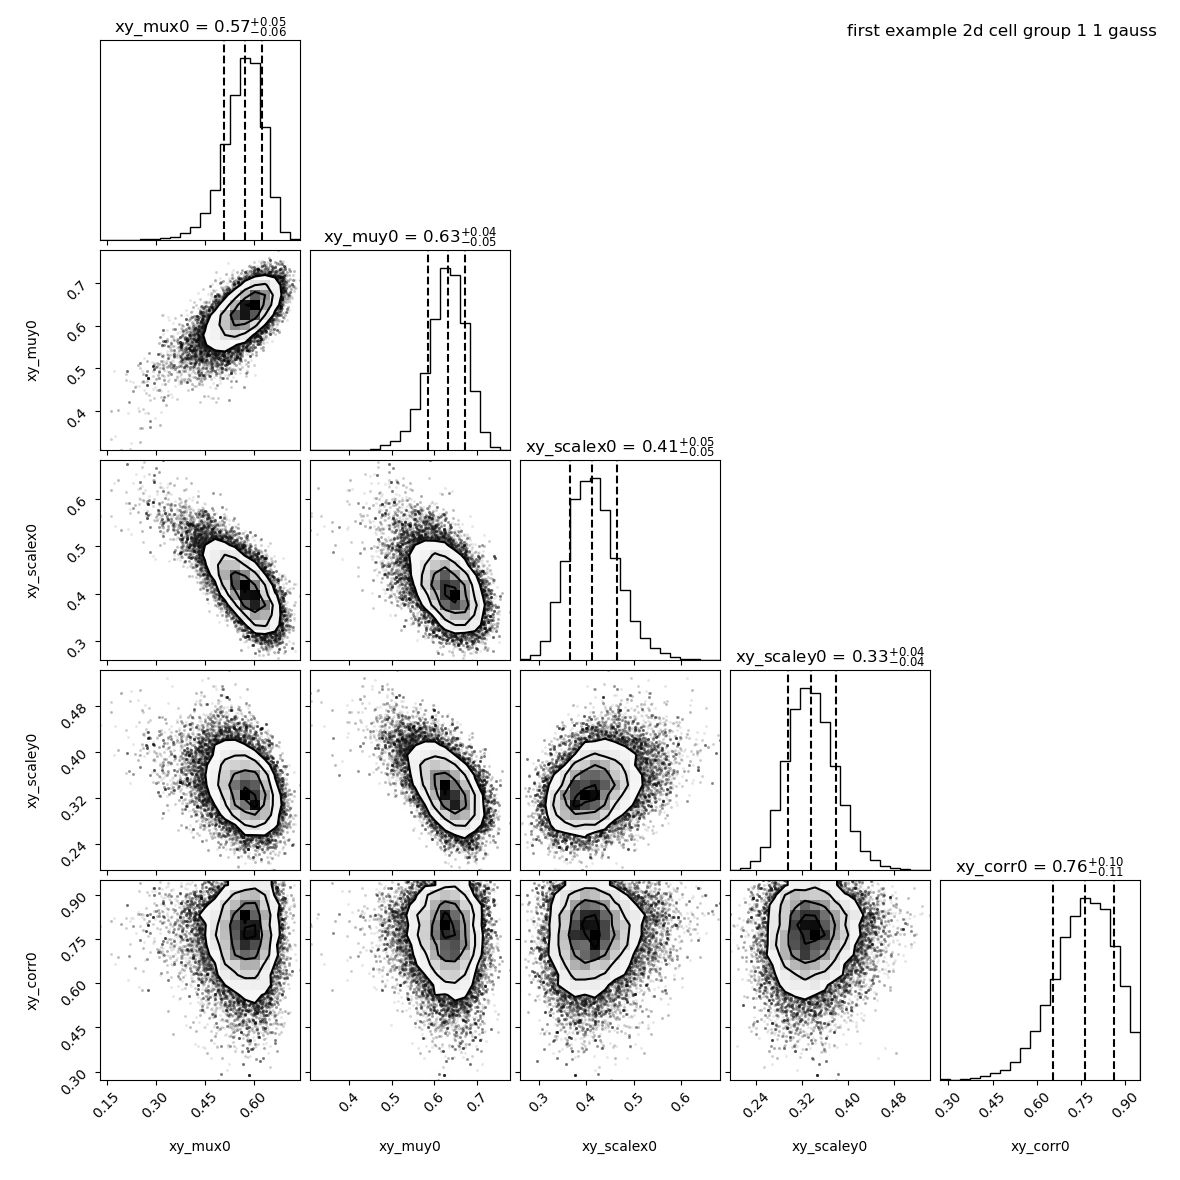 first example 2d cell group 1 1 gauss
xy_mux0 = 0.57+0.05 −0.06
xy_muy0 = 0.63+0.04 −0.05
xy_muy0
0.7
0.6
0.5
0.4
xy_scalex0 = 0.41+0.05 −0.05
xy_scalex0
0.6
0.5
0.4
0.3
xy_scaley0 = 0.33+0.04 −0.04
xy_scaley0
0.48
0.40
0.32
0.24
xy_corr0 = 0.76+0.10 −0.11
xy_corr0
0.90
0.75
0.60
0.45
0.30
0.15 0.30 0.45 0.60
0.4 0.5 0.6 0.7
0.3 0.4 0.5 0.6
0.24 0.32 0.40 0.48
0.30 0.45 0.60 0.75 0.90
xy_mux0
xy_muy0
xy_scalex0
xy_scaley0
xy_corr0